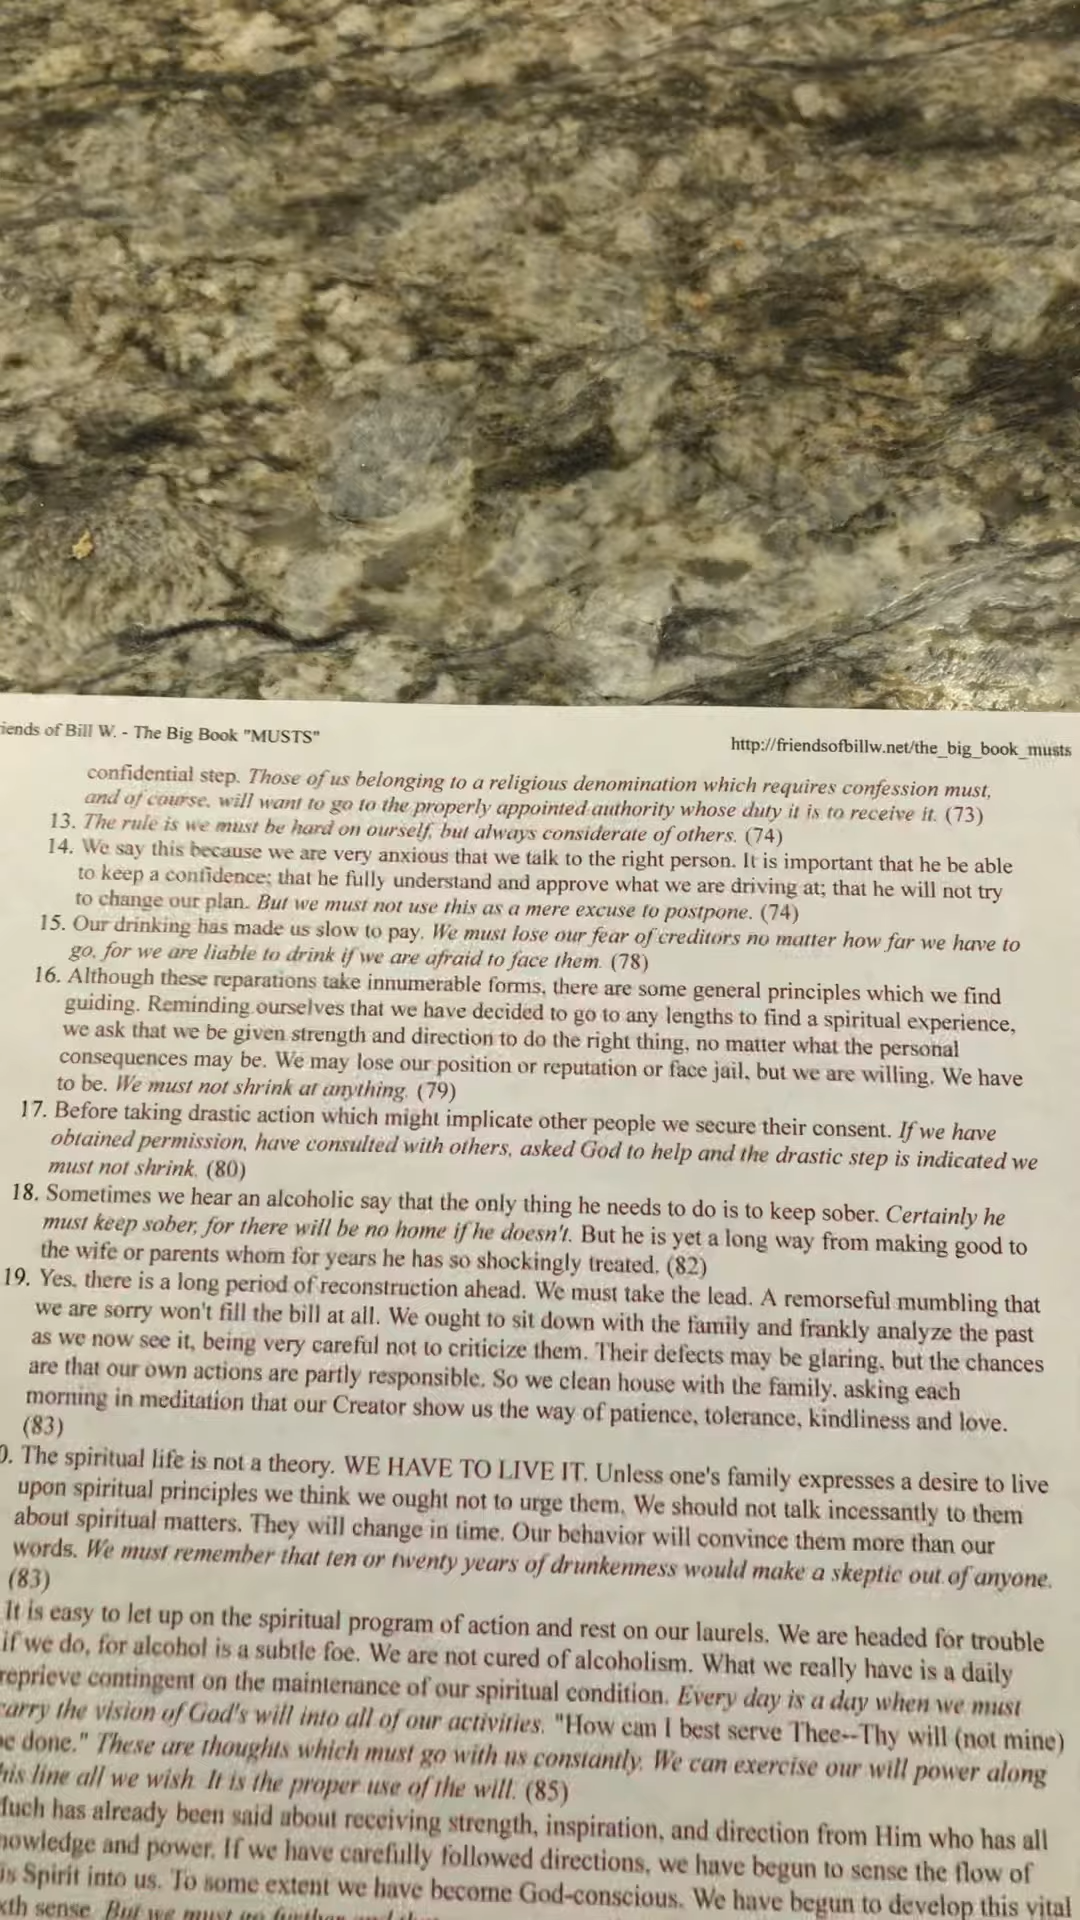 iends of Bill W. - The Big Book "MUSTS"
http://friendsofbillw.net/the_big_book_musts
confidential step. Those of us belonging to a religious denomination which requires confession must,
and of course, will want to go to the properly appointed authority whose duty it is to receive it. (73)
13. The rule is we must be hard on ourself, but always considerate of others. (74)
14. We say this because we are very anxious that we talk to the right person. It is important that he be able
to keep a confidence; that he fully understand and approve what we are driving at; that he will not try
to change our plan. But we must not use this as a mere excuse to postpone. (74)
15. Our drinking has made us slow to pay. We must lose our fear of creditors no matter how far we have to
go, for we are liable to drink if we are afraid to face them. (78)
16. Although these reparations take innumerable forms, there are some general principles which we find
guiding. Reminding ourselves that we have decided to go to any lengths to find a spiritual experience,
we ask that we be given strength and direction to do the right thing, no matter what the personal
consequences may be. We may lose our position or reputation or face jail, but we are willing. We have
to be. We must not shrink at anything. (79)
17. Before taking drastic action which might implicate other people we secure their consent. If we have
obtained permission, have consulted with others, asked God to help and the drastic step is indicated we
must not shrink. (80)
18. Sometimes we hear an alcoholic say that the only thing he needs to do is to keep sober. Certainly he
must keep sober, for there will be no home if he doesn't. But he is yet a long way from making good to
the wife or parents whom for years he has so shockingly treated. (82)
19. Yes, there is a long period of reconstruction ahead. We must take the lead. A remorseful mumbling that
we are sorry won't fill the bill at all. We ought to sit down with the family and frankly analyze the past
as we now see it, being very careful not to criticize them. Their defects may be glaring, but the chances
are that our own actions are partly responsible. So we clean house with the family, asking each
morning in meditation that our Creator show us the way of patience, tolerance, kindliness and love.
(83)
0. The spiritual life is not a theory. WE HAVE TO LIVE IT. Unless one's family expresses a desire to live
upon spiritual principles we think we ought not to urge them. We should not talk incessantly to them
about spiritual matters. They will change in time. Our behavior will convince them more than our
words. We must remember that ten or twenty years of drunkenness would make a skeptic out of anyone.
(83)
It is easy to let up on the spiritual program of action and rest on our laurels. We are headed for trouble
if we do, for alcohol is a subtle foe. We are not cured of alcoholism. What we really have is a daily
reprieve contingent on the maintenance of our spiritual condition. Every day is a day when we must
carry the vision of God's will into all of our activities. "How can I best serve Thee--Thy will (not mine)
be done." These are thoughts which must go with us constantly. We can exercise our will power along
his line all we wish. It is the proper use of the will. (85)
uch has already been said about receiving strength, inspiration, and direction from Him who has all
nowledge and power. If we have carefully followed directions, we have begun to sense the flow of
is Spirit into us. To some extent we have become God-conscious. We have begun to develop this vital
xth sense. But we must go further and